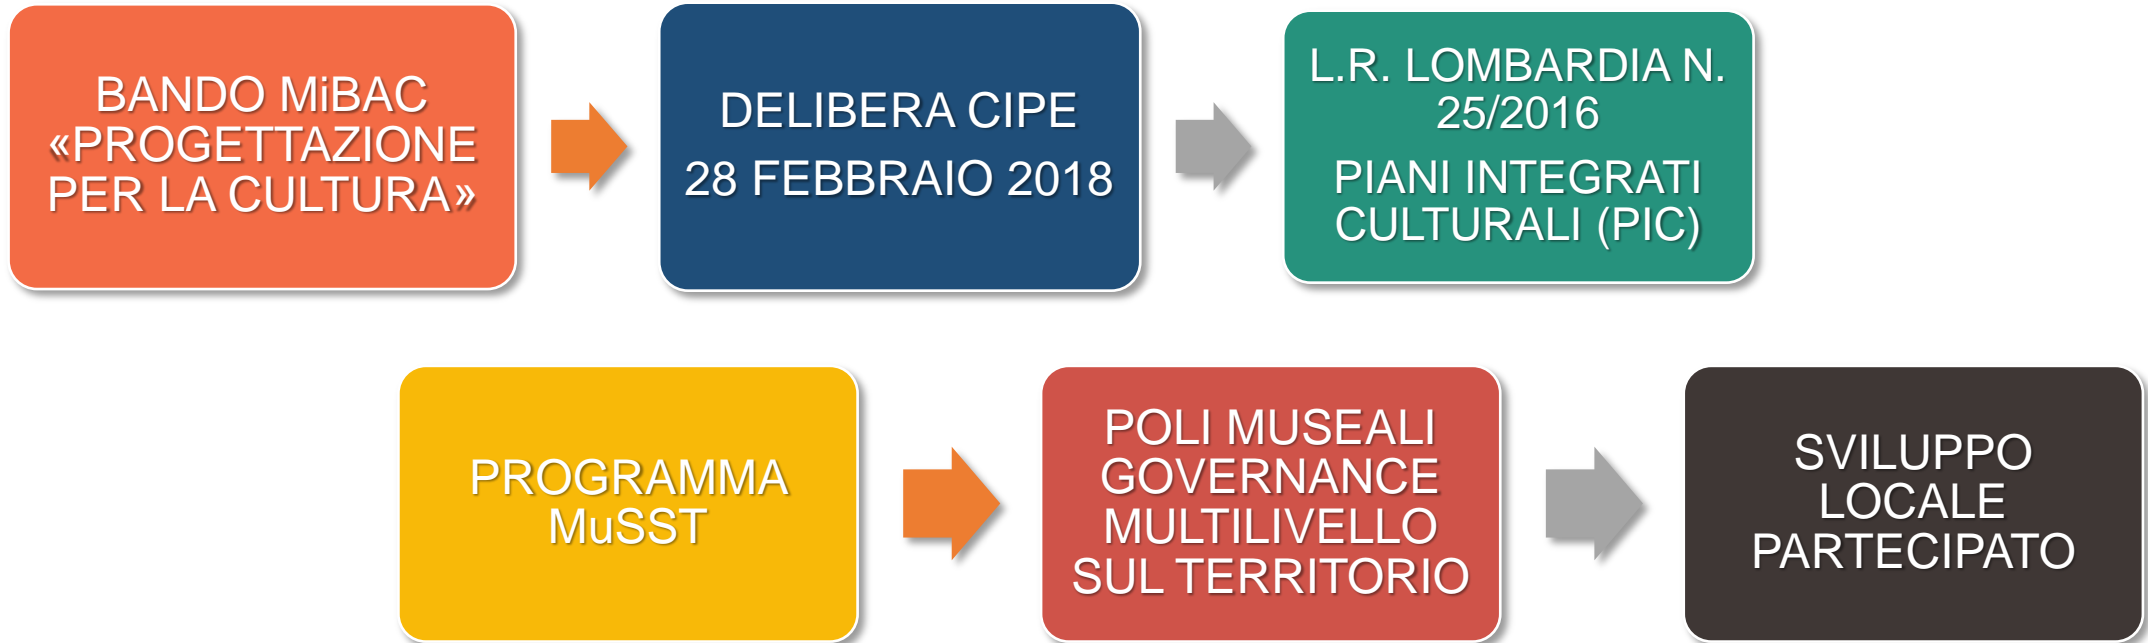 BANDO MiBAC
«PROGETTAZIONE
PER LA CULTURA»
DELIBERA CIPE
28 FEBBRAIO 2018
L.R. LOMBARDIA N.
25/2016
PIANI INTEGRATI
CULTURALI (PIC)
PROGRAMMA
MuSST
POLI MUSEALI
GOVERNANCE
MULTILIVELLO
SUL TERRITORIO
SVILUPPO
LOCALE
PARTECIPATO